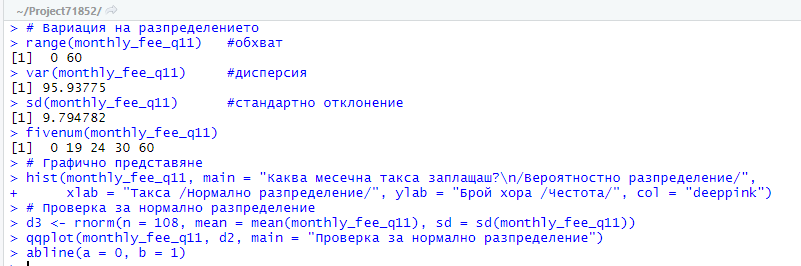 ~/Project71852/
> # Вариация на разпределението
> range(monthly_fee_q11)   #обхват
[1]  0 60
> var(monthly_fee_q11)     #дисперсия
[1] 95.93775
> sd(monthly_fee_q11)      #стандартно отклонение
[1] 9.794782
> fivenum(monthly_fee_q11)
[1]  0 19 24 30 60
> # Графично представяне
> hist(monthly_fee_q11, main = "Каква месечна такса заплащаш?\n/Вероятностно разпределение/",
+      xlab = "Такса /Нормално разпределение/", ylab = "Брой хора /Честота/", col = "deeppink")
> # Проверка за нормално разпределение
> d3 <- rnorm(n = 108, mean = mean(monthly_fee_q11), sd = sd(monthly_fee_q11))
> qqplot(monthly_fee_q11, d2, main = "Проверка за нормално разпределение")
> abline(a = 0, b = 1)
>